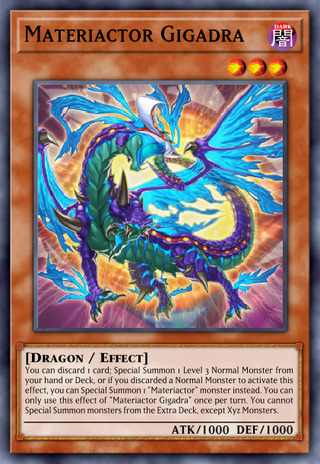 Materiactor Gigadra
DARK
闇
[Dragon / Effect]
You can discard 1 card; Special Summon 1 Level 3 Normal Monster from
your hand or Deck, or if you discarded a Normal Monster to activate this
effect, you can Special Summon 1 "Materiactor" monster instead. You can
only use this effect of "Materiactor Gigadra" once per turn. You cannot
Special Summon monsters from the Extra Deck, except Xyz Monsters.
ATK/1000 DEF/1000